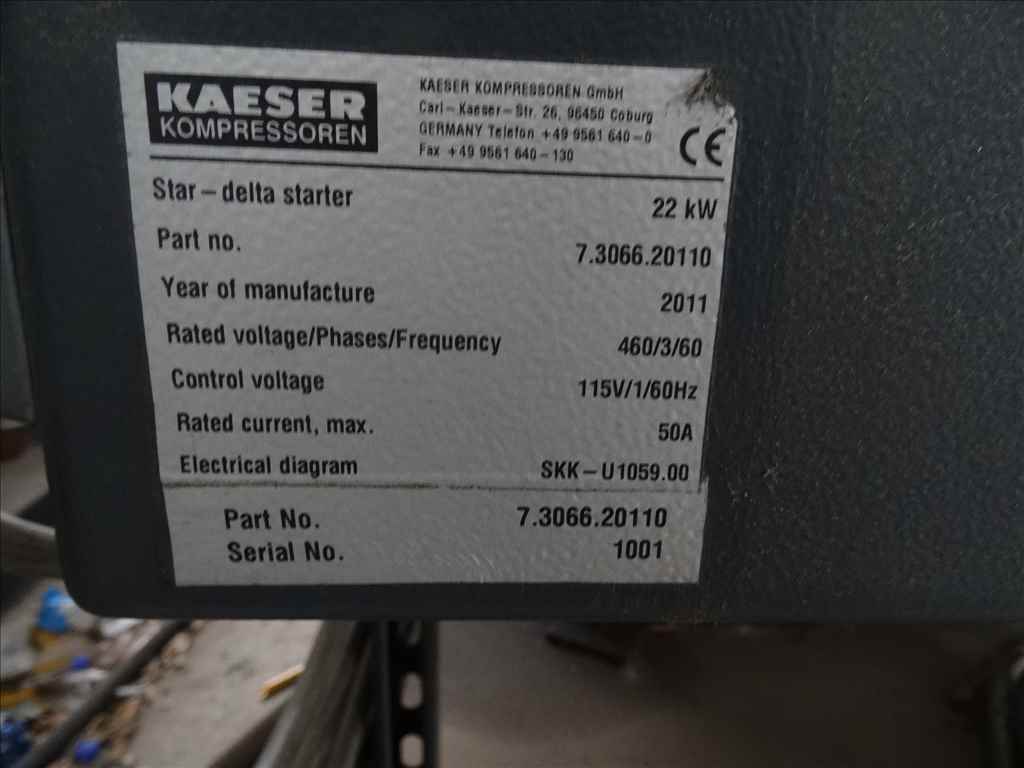 KAESER
KOMPRESSOREN
KAESER KOMPRESSOREN GmbH
Carl-Kaeser-Str. 26, 96450 Coburg
GERMANY Telefon +49 9561 640-0
Fax +49 9561 640-130
CE
Star-delta starter 22 kW
Part no. 7.3066.20110
Year of manufacture 2011
Rated voltage/Phases/Frequency 460/3/60
Control voltage 115V/1/60Hz
Rated current, max. 50A
Electrical diagram SKK-U1059.00
Part No. 7.3066.20110
Serial No. 1001